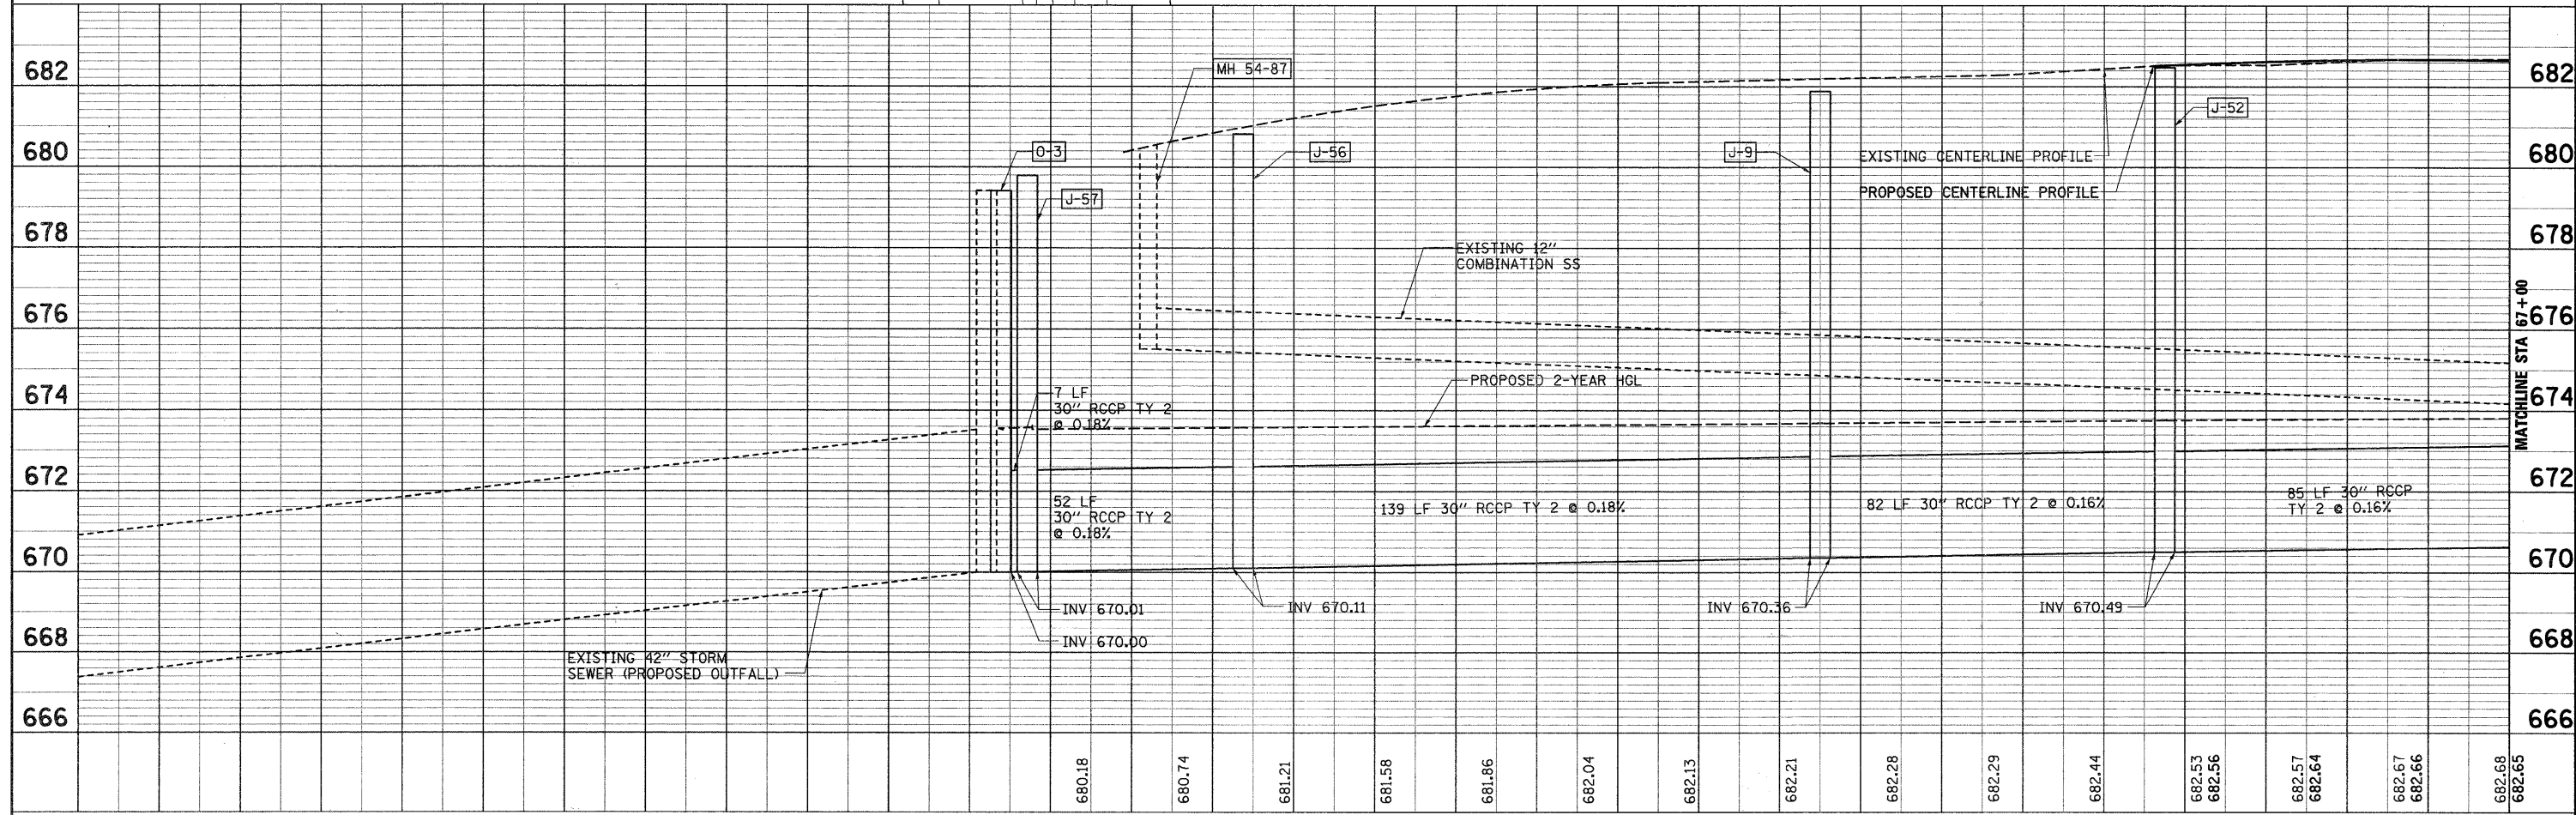 682
680
678
676
674
672
670
668
666
MH 54-87
O-3
J-57
J-56
J-9
J-52
EXISTING CENTERLINE PROFILE
PROPOSED CENTERLINE PROFILE
EXISTING 12" COMBINATION SS
PROPOSED 2-YEAR HGL
7 LF
30" RCCP TY 2
@ 0.18%
52 LF
30" RCCP TY 2
@ 0.18%
139 LF 30" RCCP TY 2 @ 0.18%
82 LF 30" RCCP TY 2 @ 0.16%
85 LF 30" RCCP
TY 2 @ 0.16%
INV 670.01
INV 670.00
INV 670.11
INV 670.36
INV 670.49
EXISTING 42" STORM
SEWER (PROPOSED OUTFALL)
680.18
680.74
681.21
681.58
681.86
682.04
682.13
682.21
682.28
682.29
682.44
682.53
682.56
682.57
682.64
682.67
682.66
682.68
682.65
MATCHLINE STA 67+00
682
680
678
676
674
672
670
668
666